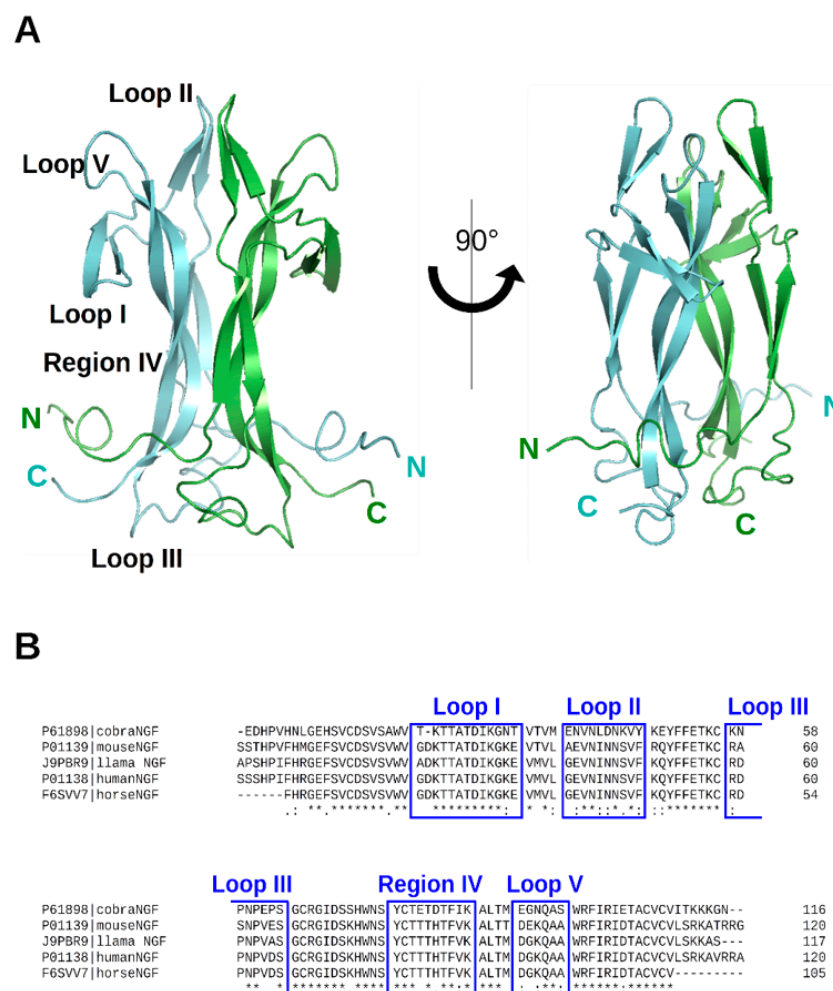 A
Loop II
Loop V
90°
Loop I
Region IV
N
N
C
N
N
C
C
C
Loop III
B
Loop I Loop II Loop III
P61898|cobraNGF -EDHPVHNLGEHSVCDSVSAWV T-KTTATDIKGNT VTVM ENVNLDNKVY KEYFFETKC KN 58
P01139|mouseNGF SSTHPVFHMGEFSVCDSVSVWV GDKTTATDIKGKE VTVL AEVNINNSVF RQYFFETKC RA 60
J9PBR9|llama NGF APSHPIFHRGEFSVCDSVSVWV ADKTTATDIKGKE VMVL GEVNINNSVF KQYFFETKC RD 60
P01138|humanNGF SSSHPIFHRGEFSVCDSVSVWV GDKTTATDIKGKE VMVL GEVNINNSVF KQYFFETKC RD 60
F6SVV7|horseNGF ------FHRGEFSVCDSVSVWV GDKTTATDIKGKE VMVL GEVNINNSVF KQYFFETKC RD 54
.: **.*******.** *********: * *: :**::*.*: ::******* :
Loop III Region IV Loop V
P61898|cobraNGF PNPEPS GCRGIDSSHWNS YCTETDTFIK ALTM EGNQAS WRFIRIETACVCVITKKKGN-- 116
P01139|mouseNGF SNPVES GCRGIDSKHWNS YCTTTHTFVK ALTT DEKQAA WRFIRIDTACVCVLSRKATRRG 120
J9PBR9|llama NGF PNPVAS GCRGIDSKHWNS YCTTTHTFVK ALTM DGKQAA WRFIRIDTACVCVLSKKAS--- 117
P01138|humanNGF PNPVDS GCRGIDSKHWNS YCTTTHTFVK ALTM DGKQAA WRFIRIDTACVCVLSRKAVRRA 120
F6SVV7|horseNGF PNPVDS GCRGIDSKHWNS YCTTTHTFVK ALTM DGKQAA WRFIRIDTACVCV--------- 105
** * *******.**** *** *.**:* *** . :**: ******:******